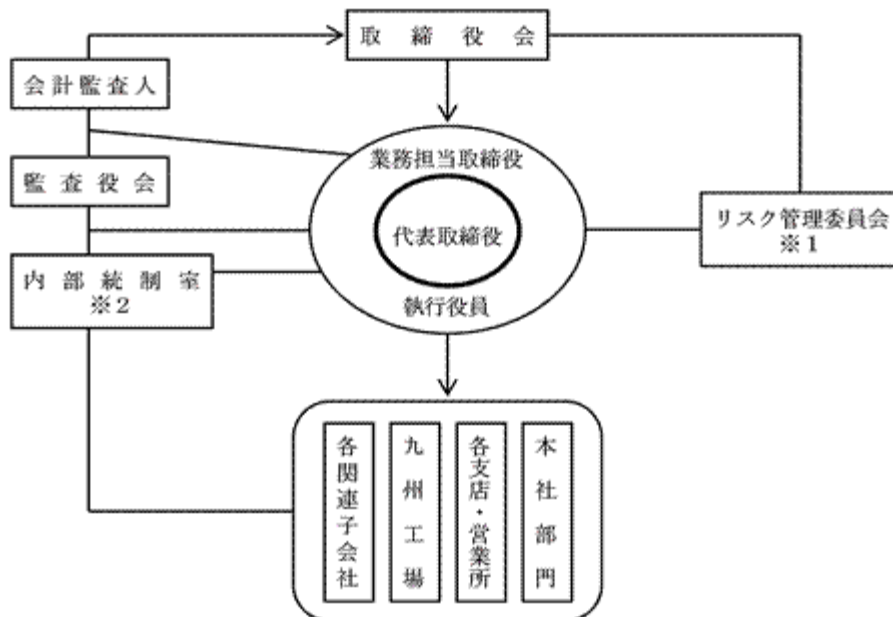 取締役会
会計監査人
業務担当取締役
監査役会
代表取締役
リスク管理委員会
※1
内部統制室
※2
執行役員
各関連子会社
九州工場
各支店・営業所
本社部門